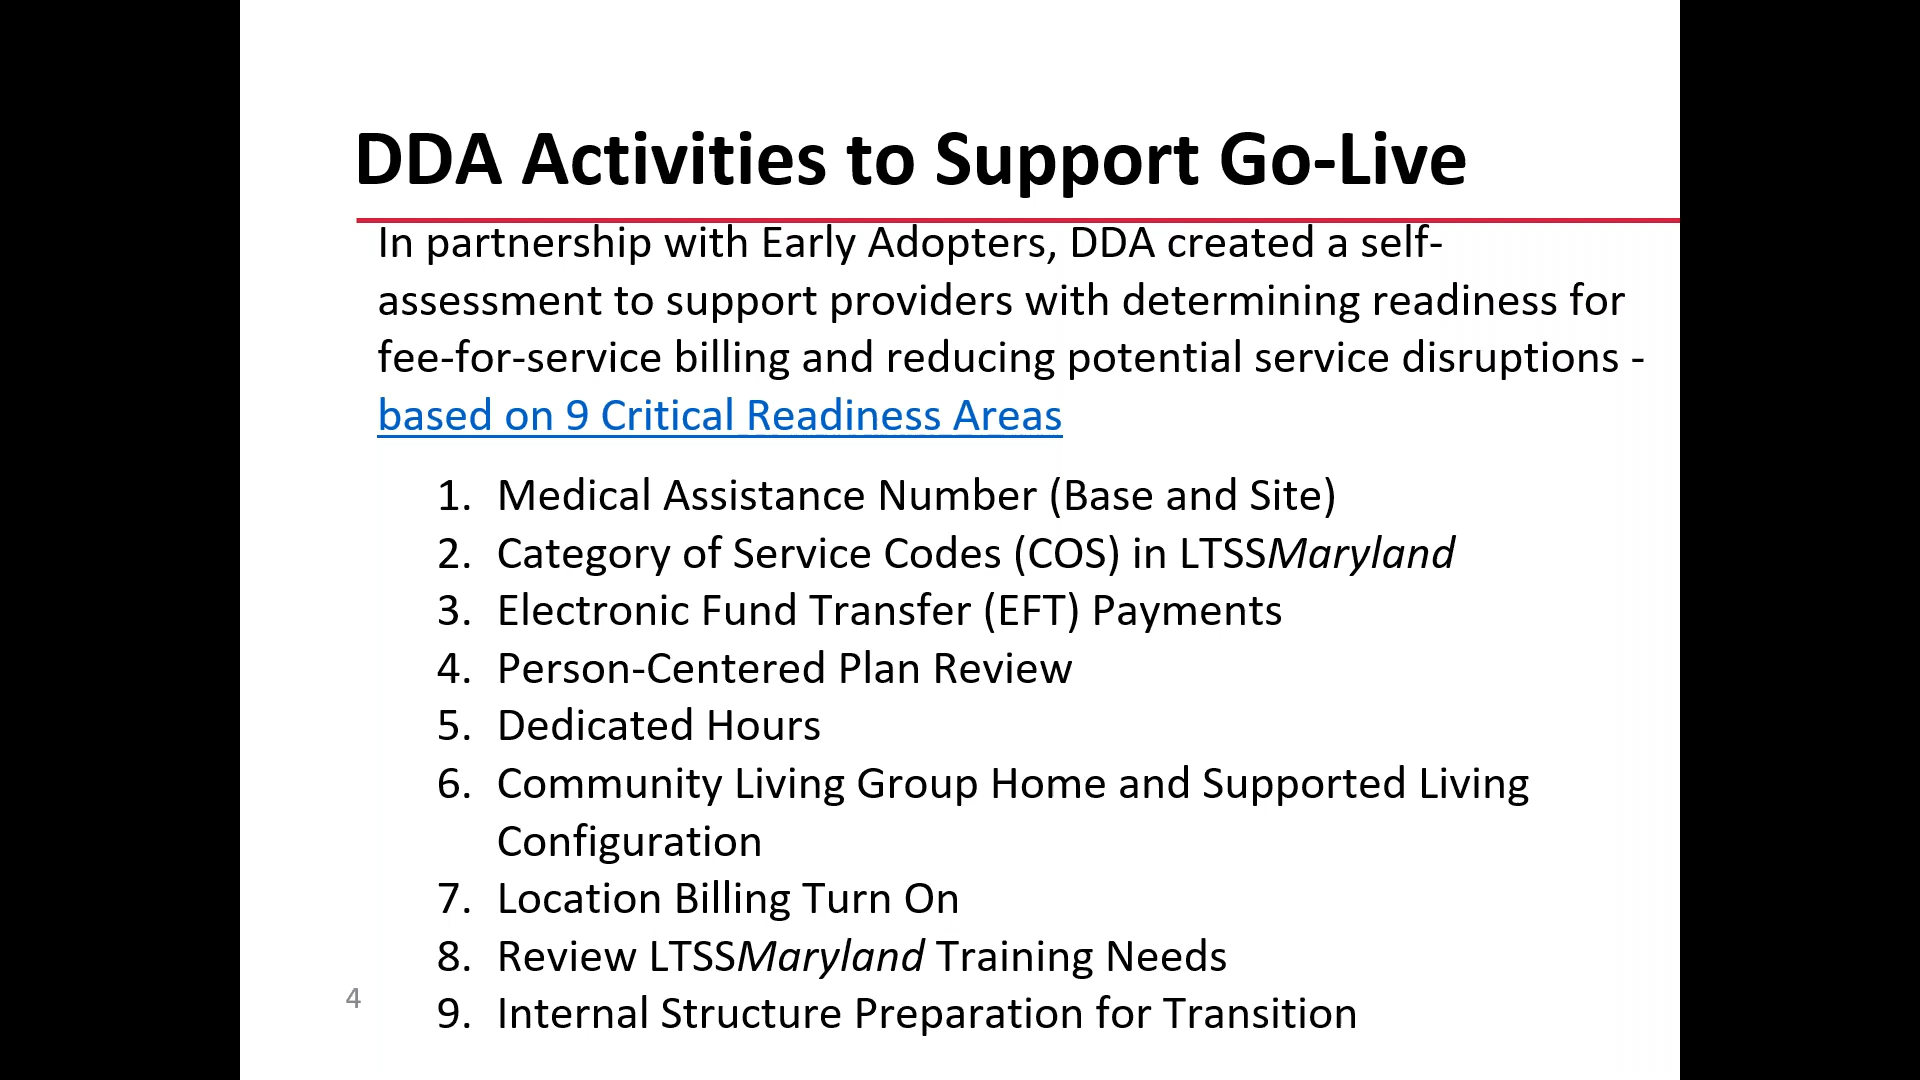 DDA Activities to Support Go-Live
In partnership with Early Adopters, DDA created a self-
assessment to support providers with determining readiness for
fee-for-service billing and reducing potential service disruptions -
based on 9 Critical Readiness Areas
1. Medical Assistance Number (Base and Site)
2. Category of Service Codes (COS) in LTSSMaryland
3. Electronic Fund Transfer (EFT) Payments
4. Person-Centered Plan Review
5. Dedicated Hours
6. Community Living Group Home and Supported Living
Configuration
7. Location Billing Turn On
8. Review LTSSMaryland Training Needs
9. Internal Structure Preparation for Transition
4